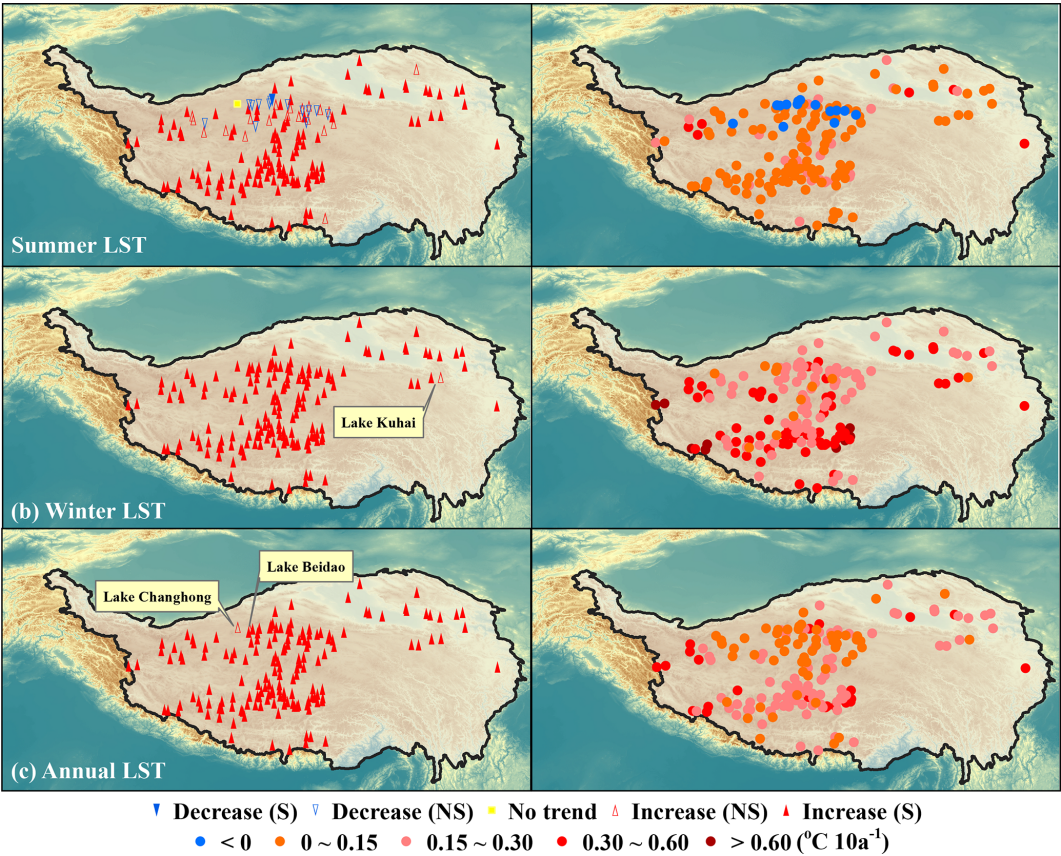 Summer LST
Lake Kuhai
(b) Winter LST
Lake Beidao
Lake Changhong
(c) Annual LST
Decrease (S) Decrease (NS) No trend Increase (NS) Increase (S)
< 0 0 ~ 0.15 0.15 ~ 0.30 0.30 ~ 0.60 > 0.60 (°C 10a⁻¹)